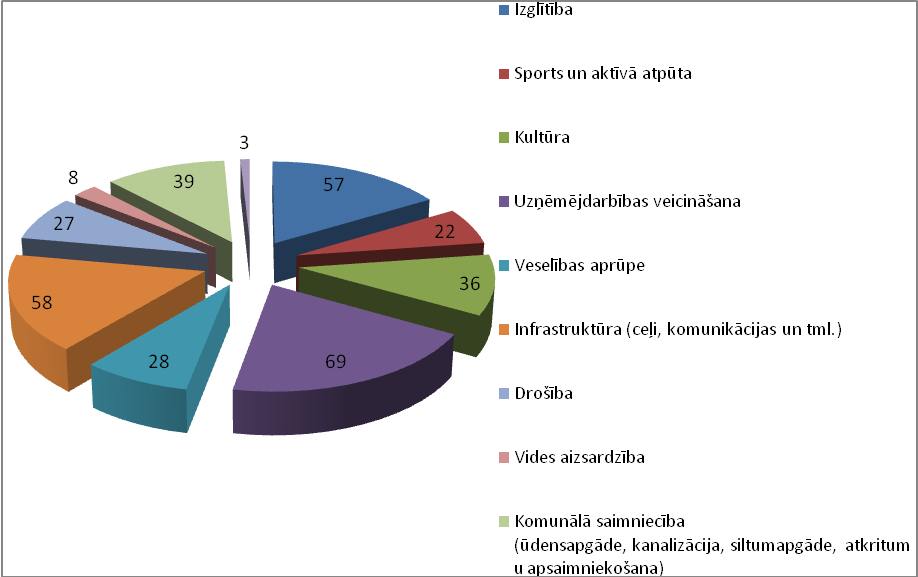 Izglītība
Sports un aktīvā atpūta
Kultūra
Uzņēmējdarbības veicināšana
Veselības aprūpe
Infrastruktūra (ceļi, komunikācijas un tml.)
Drošība
Vides aizsardzība
Komunālā saimniecība
(ūdensapgāde, kanalizācija, siltumapgāde, atkritum
u apsaimniekošana)
57
22
36
69
28
58
27
8
39
3